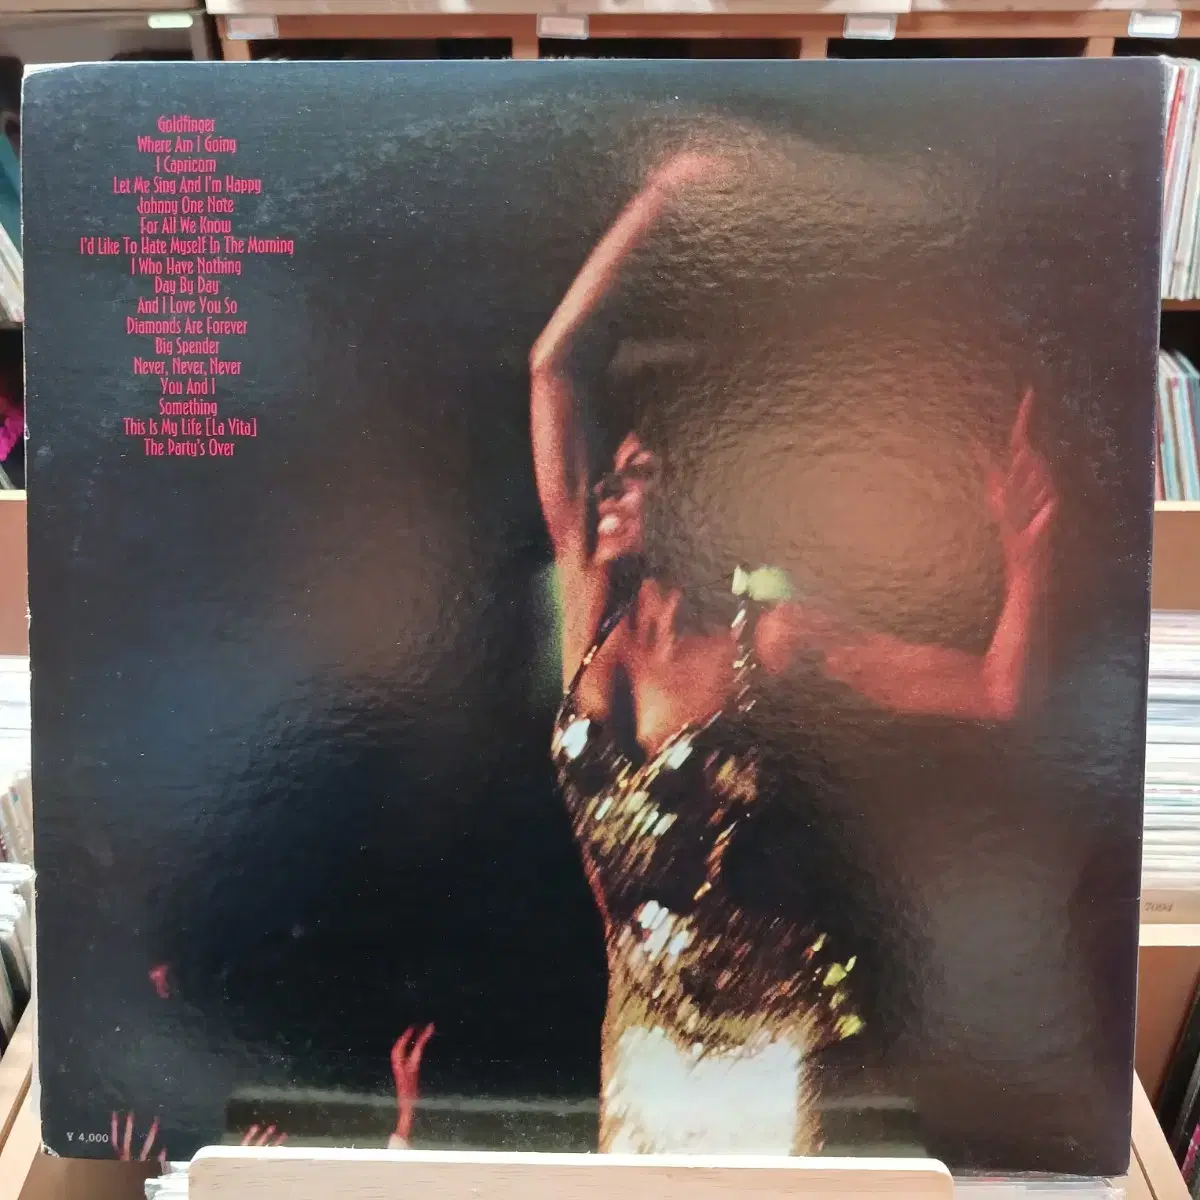 Goldfinger
Where Am I Going
I Capricorn
Let Me Sing And I'm Happy
Johnny One Note
For All We Know
I'd Like To Hate Myself In The Morning
I Who Have Nothing
Day By Day
And I Love You So
Diamonds Are Forever
Big Spender
Never, Never, Never
You And I
Something
This Is My Life [La Vita]
The Party's Over
¥ 4,000